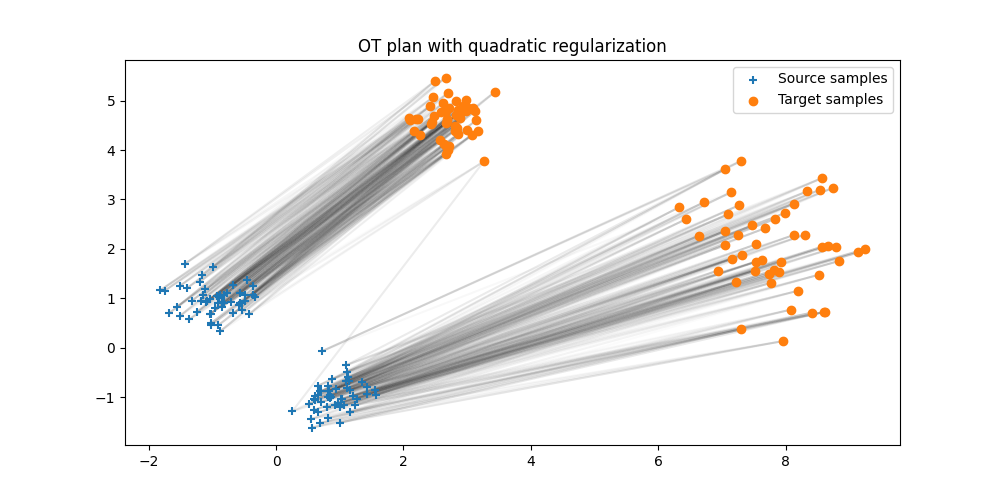 OT plan with quadratic regularization
Source samples
Target samples
5
4
3
2
1
0
−1
−2 0 2 4 6 8